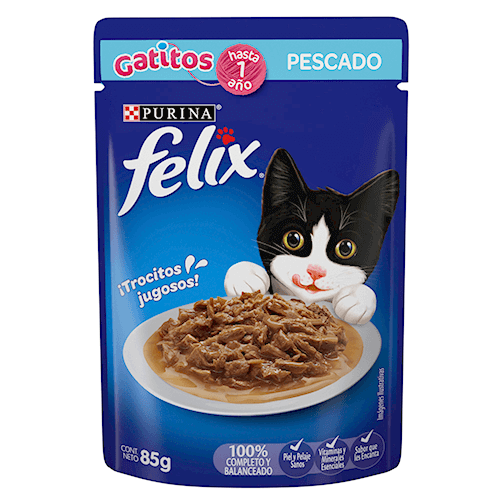 Gatitos
hasta
1
año
PESCADO
PURINA
felix®
¡Trocitos
jugosos!
Imágenes Ilustrativas
CONT.
NETO 85g
100%
COMPLETO Y
BALANCEADO
Piel y Pelaje
Sanos
Vitaminas y
Minerales
Esenciales
Sabor que
les Encanta